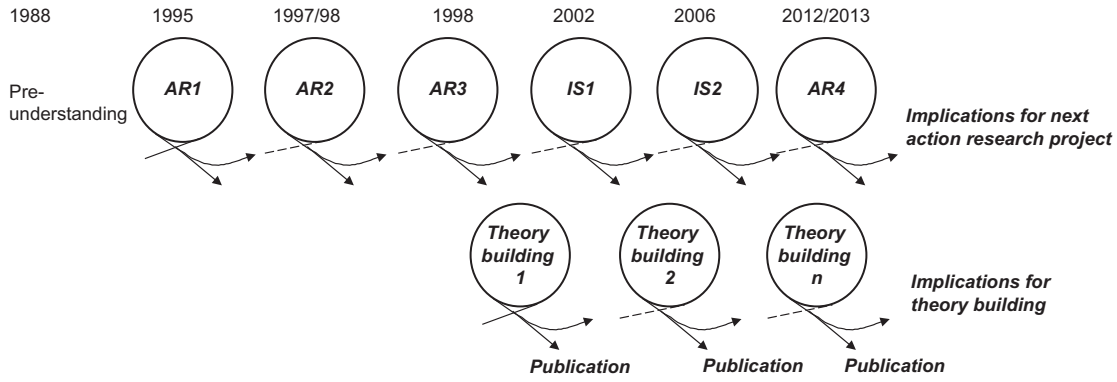 1988 1995 1997/98 1998 2002 2006 2012/2013
Pre-
understanding
AR1 AR2 AR3 IS1 IS2 AR4
Implications for next
action research project
Theory
building
1
Theory
building
2
Theory
building
n
Implications for
theory building
Publication Publication Publication